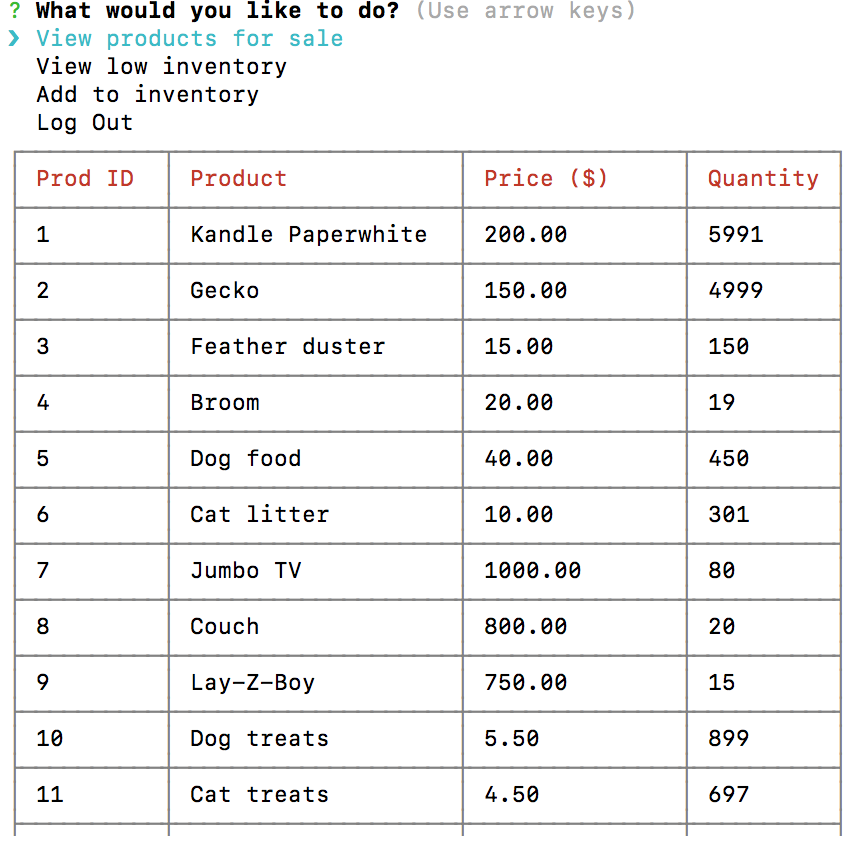 ? What would you like to do? (Use arrow keys)
❯ View products for sale
View low inventory
Add to inventory
Log Out
Prod ID Product Price ($) Quantity
1 Kandle Paperwhite 200.00 5991
2 Gecko 150.00 4999
3 Feather duster 15.00 150
4 Broom 20.00 19
5 Dog food 40.00 450
6 Cat litter 10.00 301
7 Jumbo TV 1000.00 80
8 Couch 800.00 20
9 Lay-Z-Boy 750.00 15
10 Dog treats 5.50 899
11 Cat treats 4.50 697